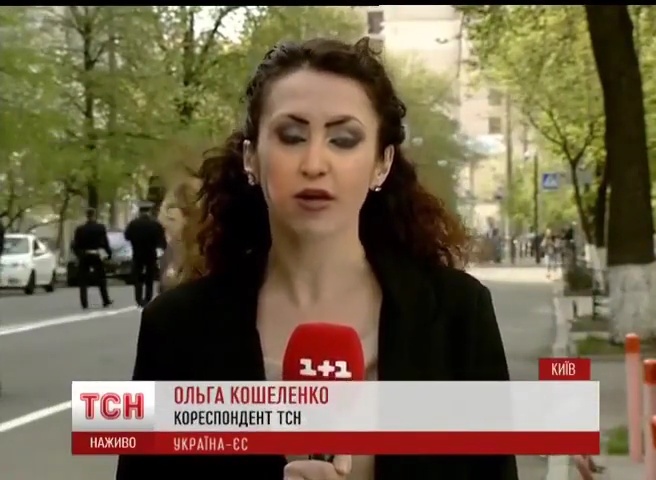 1+1
КИЇВ
ТСН
ОЛЬГА КОШЕЛЕНКО
КОРЕСПОНДЕНТ ТСН
НАЖИВО
УКРАЇНА-ЄС